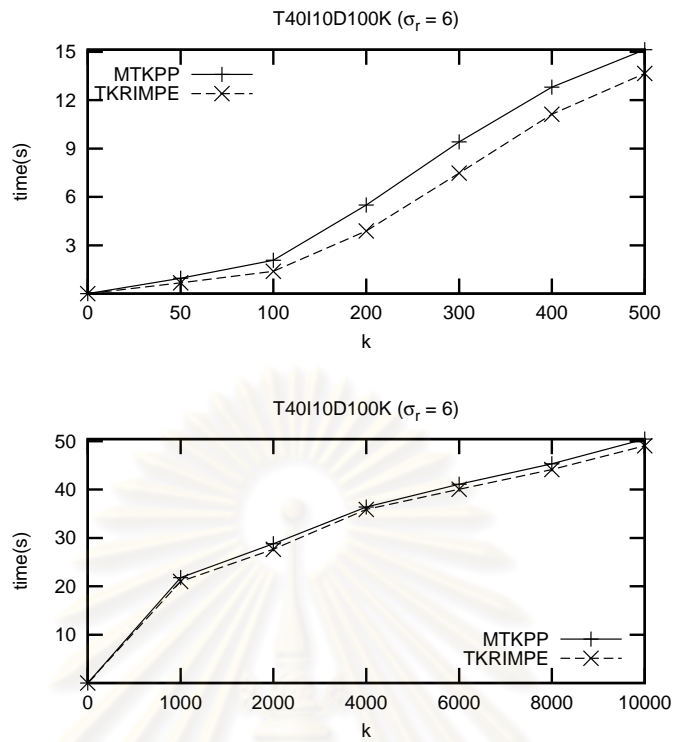 T40I10D100K (σr = 6)
15
12
9
6
3
time(s)
MTKPP
TKRIMPE
0 50 100 200 300 400 500
k
T40I10D100K (σr = 6)
50
40
30
20
10
time(s)
MTKPP
TKRIMPE
0 1000 2000 4000 6000 8000 10000
k